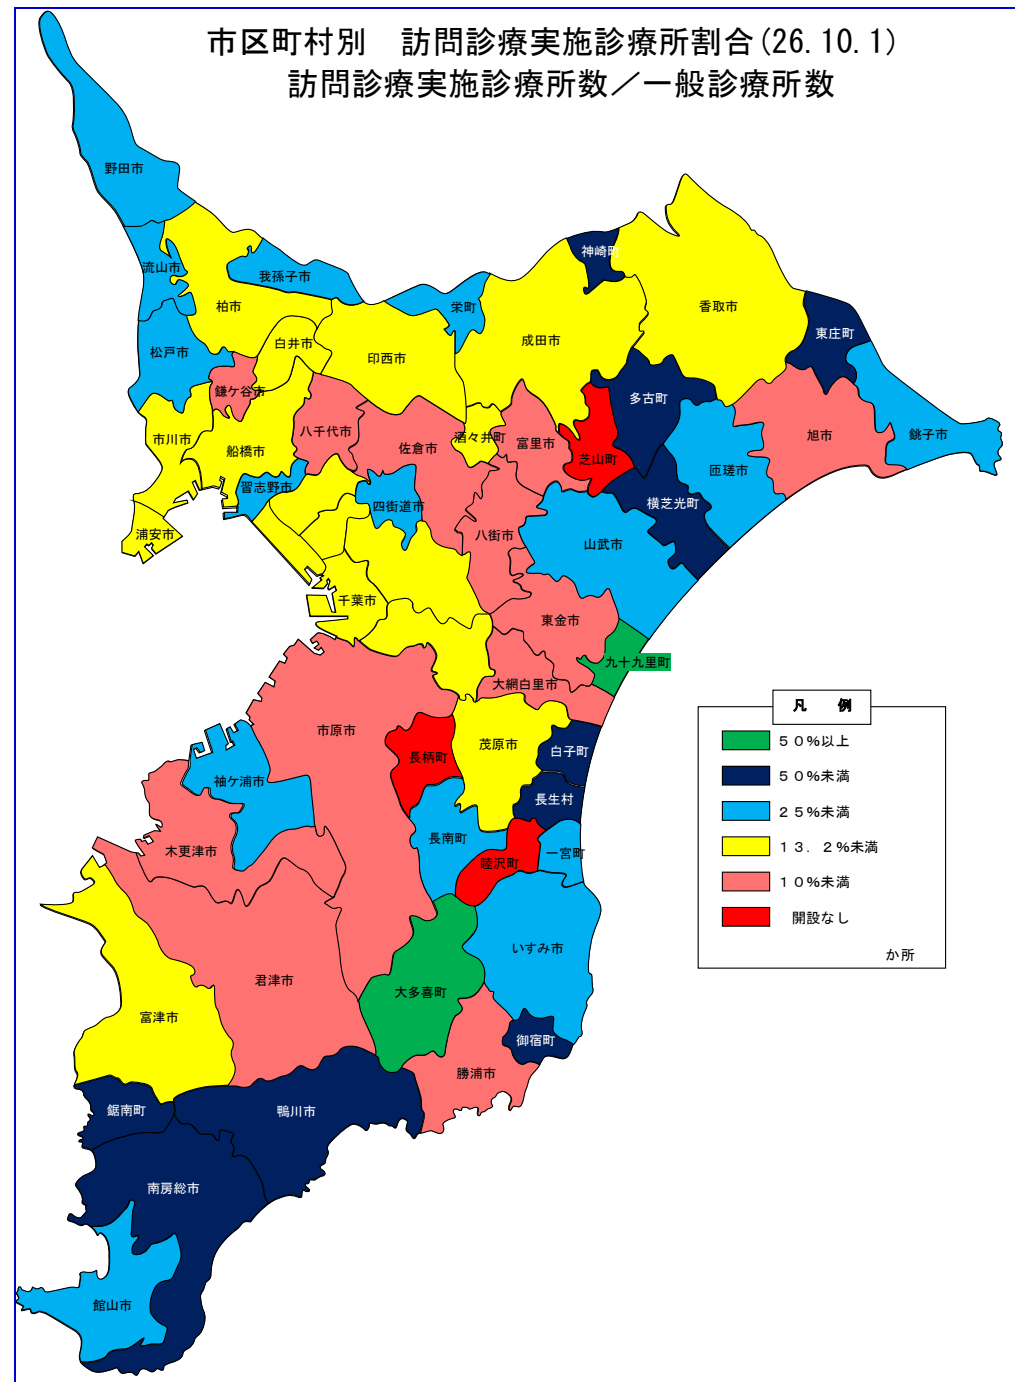 市区町村別　訪問診療実施診療所割合(26.10.1)
訪問診療実施診療所数／一般診療所数
野田市
神崎町
流山市
我孫子市
柏市
栄町
香取市
東庄町
成田市
白井市
松戸市
印西市
鎌ケ谷市
多古町
市川市
船橋市
八千代市
佐倉市
酒々井町
富里市
芝山町
旭市
銚子市
習志野市
四街道市
匝瑳市
横芝光町
浦安市
八街市
山武市
千葉市
東金市
九十九里町
大網白里市
市原市
長柄町
茂原市
白子町
袖ケ浦市
長生村
木更津市
長南町
睦沢町
一宮町
いすみ市
君津市
大多喜町
富津市
御宿町
勝浦市
鋸南町
鴨川市
南房総市
館山市
凡　例
５０%以上
５０%未満
２５%未満
１３．２%未満
１０%未満
開設なし
か所